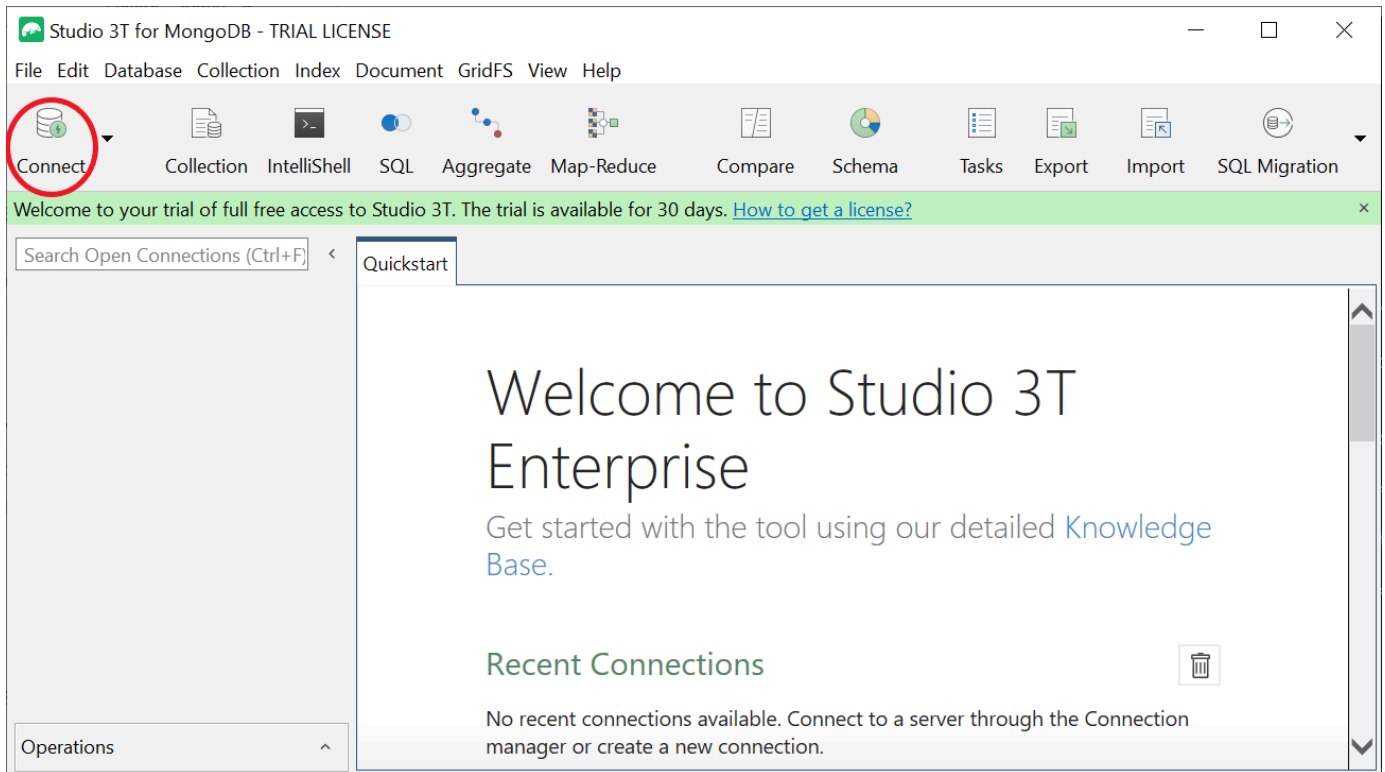 Studio 3T for MongoDB - TRIAL LICENSE
File Edit Database Collection Index Document GridFS View Help
Connect Collection IntelliShell SQL Aggregate Map-Reduce Compare Schema Tasks Export Import SQL Migration
Welcome to your trial of full free access to Studio 3T. The trial is available for 30 days. How to get a license?
Search Open Connections (Ctrl+F)
Quickstart
Welcome to Studio 3T
Enterprise
Get started with the tool using our detailed Knowledge
Base.
Recent Connections
No recent connections available. Connect to a server through the Connection
manager or create a new connection.
Operations